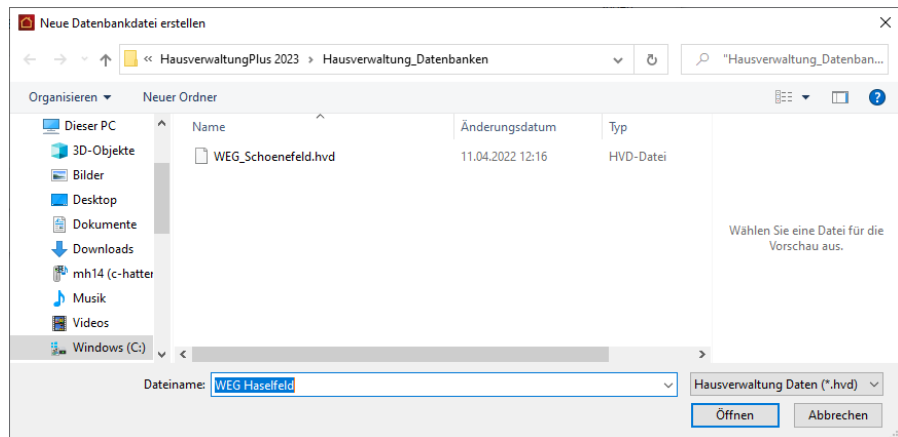 Neue Datenbankdatei erstellen
« HausverwaltungPlus 2023 › Hausverwaltung_Datenbanken
"Hausverwaltung_Datenban...
Organisieren
Neuer Ordner
Dieser PC
3D-Objekte
Bilder
Desktop
Dokumente
Downloads
mh14 (c-hatter
Musik
Videos
Windows (C:)
Name Änderungsdatum Typ
WEG_Schoenefeld.hvd 11.04.2022 12:16 HVD-Datei
Wählen Sie eine Datei für die
Vorschau aus.
Dateiname: WEG Haselfeld
Hausverwaltung Daten (*.hvd)
Öffnen
Abbrechen